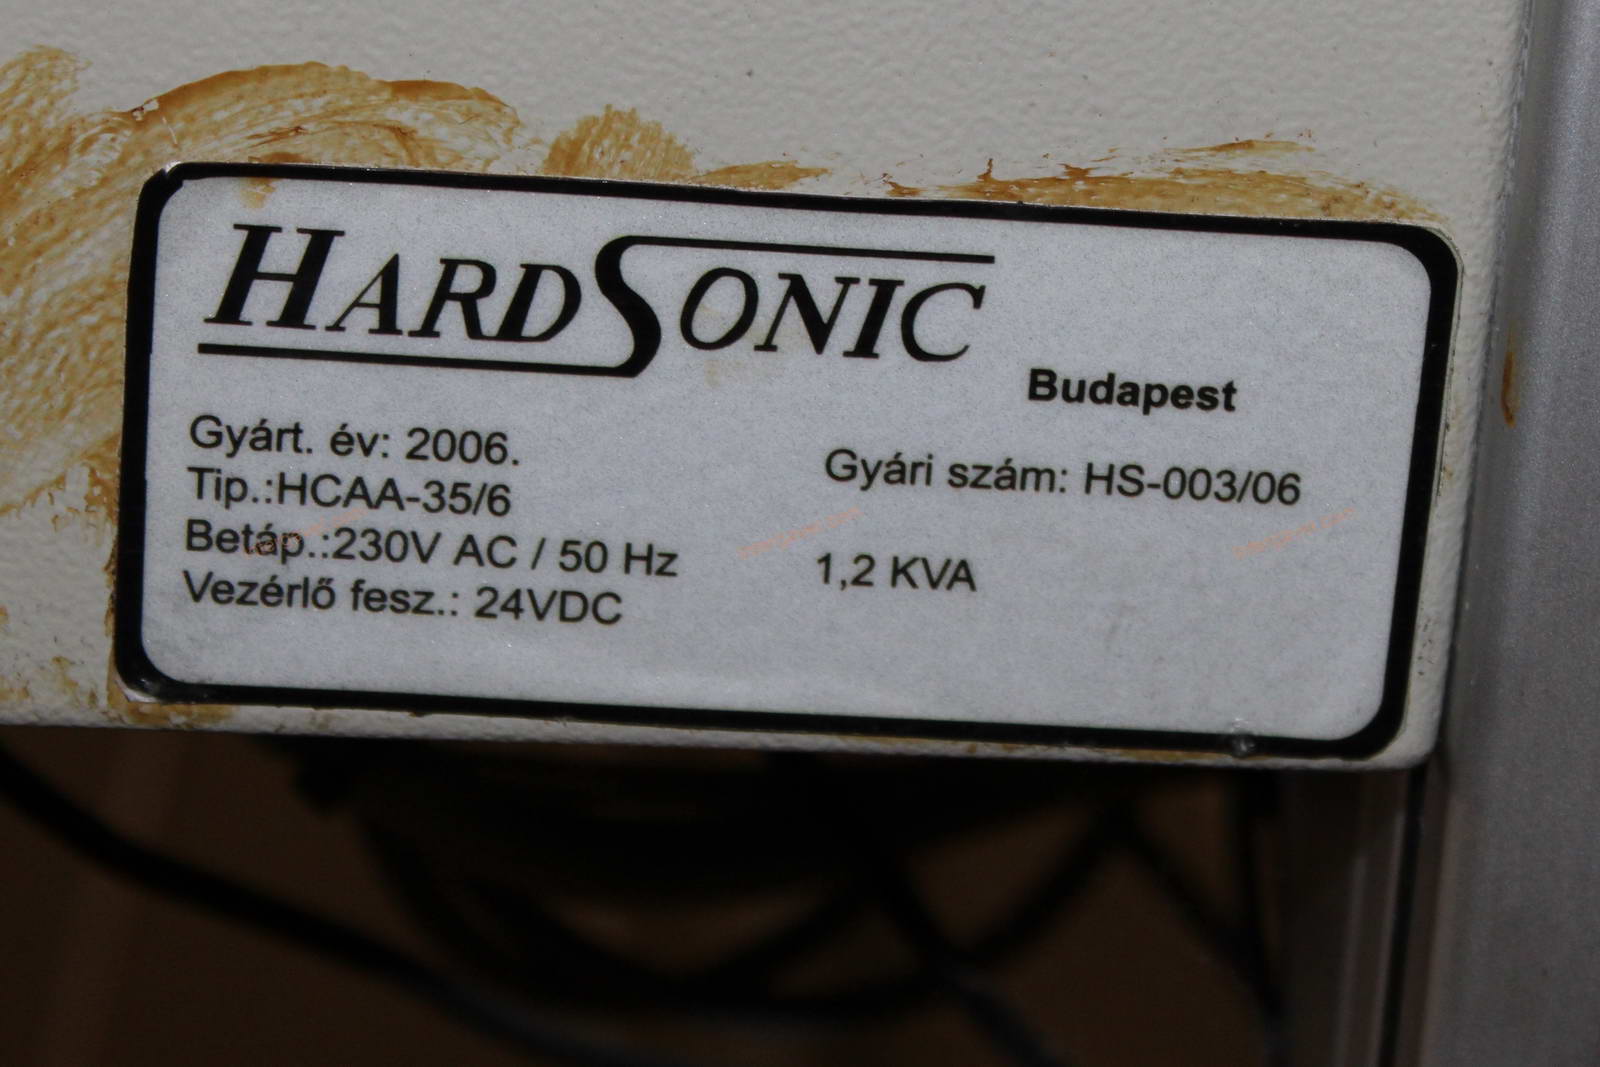 HARDSONIC
Budapest
Gyárt. év: 2006.
Gyári szám: HS-003/06
Tip.:HCAA-35/6
Betáp.:230V AC / 50 Hz
1,2 KVA
Vezérlő fesz.: 24VDC